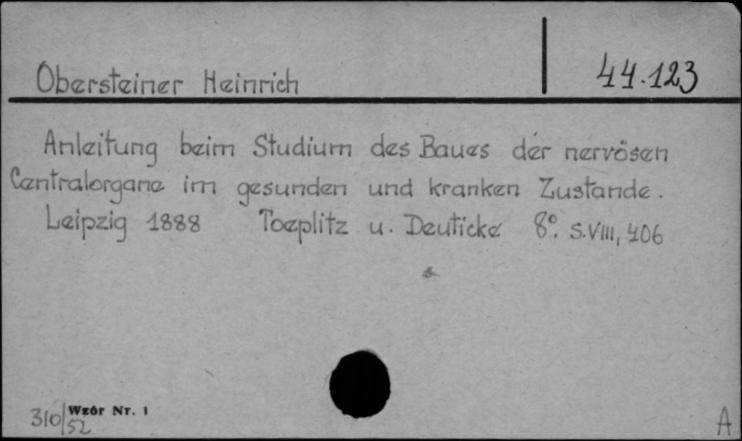 Obersteiner Heinrich 44.123
Anleitung beim Studium des Baues der nervösen
Centralorgane im gesunden und kranken Zustande.
Leipzig 1888 Toeplitz u. Deuticke 8°. S.VIII, 406
310/52 Wzór Nr. 1
A